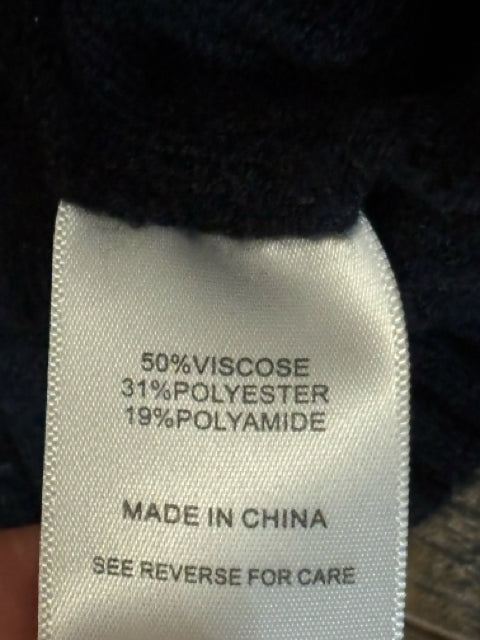 50%VISCOSE
31%POLYESTER
19%POLYAMIDE
MADE IN CHINA
SEE REVERSE FOR CARE